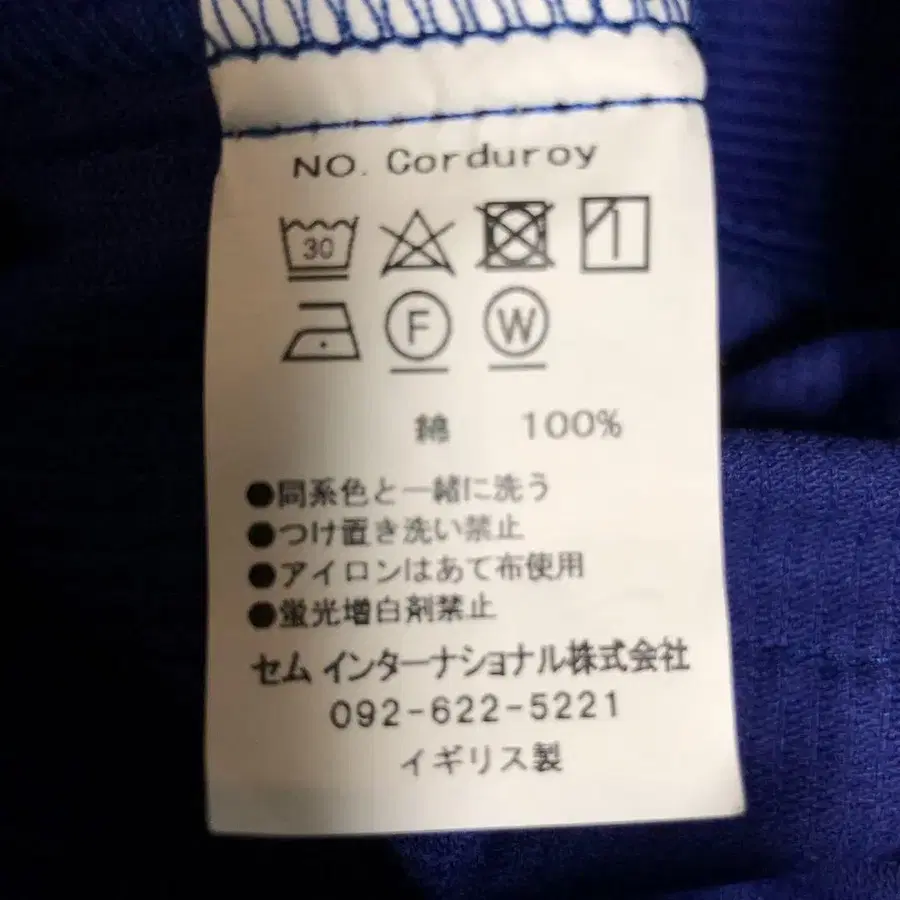 NO. Corduroy
30
F W
綿 100%
●同系色と一緒に洗う
●つけ置き洗い禁止
●アイロンはあて布使用
●蛍光増白剤禁止
セム インターナショナル株式会社
092-622-5221
イギリス製